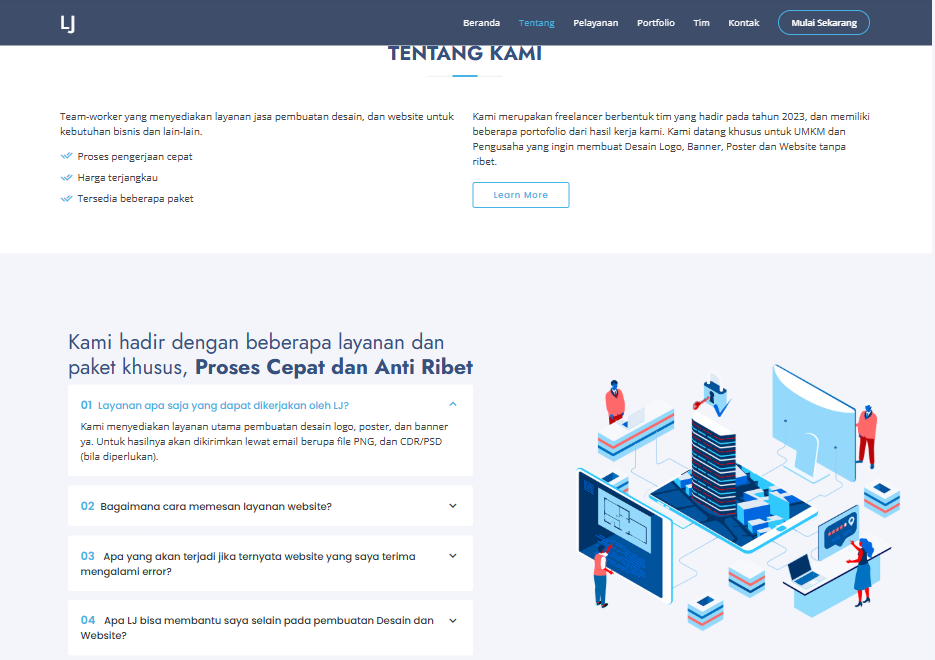 LJ
Beranda Tentang Pelayanan Portfolio Tim Kontak Mulai Sekarang
TENTANG KAMI
Team-worker yang menyediakan layanan jasa pembuatan desain, dan website untuk
kebutuhan bisnis dan lain-lain.
Proses pengerjaan cepat
Harga terjangkau
Tersedia beberapa paket
Kami merupakan freelancer berbentuk tim yang hadir pada tahun 2023, dan memiliki
beberapa portofolio dari hasil kerja kami. Kami datang khusus untuk UMKM dan
Pengusaha yang ingin membuat Desain Logo, Banner, Poster dan Website tanpa
ribet.
Learn More
Kami hadir dengan beberapa layanan dan
paket khusus, Proses Cepat dan Anti Ribet
01 Layanan apa saja yang dapat dikerjakan oleh LJ?
Kami menyediakan layanan utama pembuatan desain logo, poster, dan banner
ya. Untuk hasilnya akan dikirimkan lewat email berupa file PNG, dan CDR/PSD
(bila diperlukan).
02 Bagaimana cara memesan layanan website?
03 Apa yang akan terjadi jika ternyata website yang saya terima
mengalami error?
04 Apa LJ bisa membantu saya selain pada pembuatan Desain dan
Website?